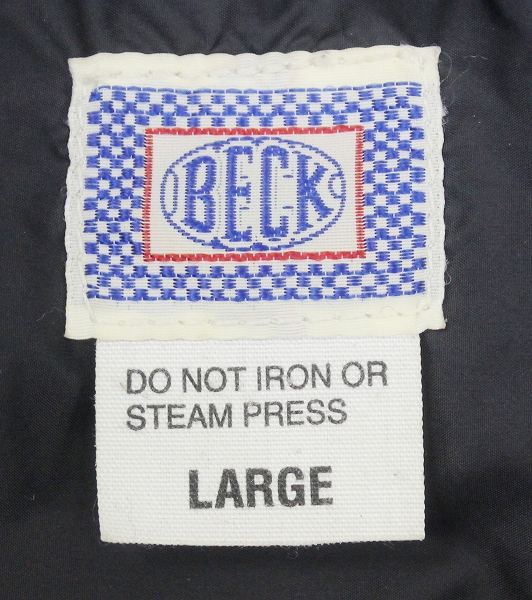 BECK
DO NOT IRON OR
STEAM PRESS
LARGE